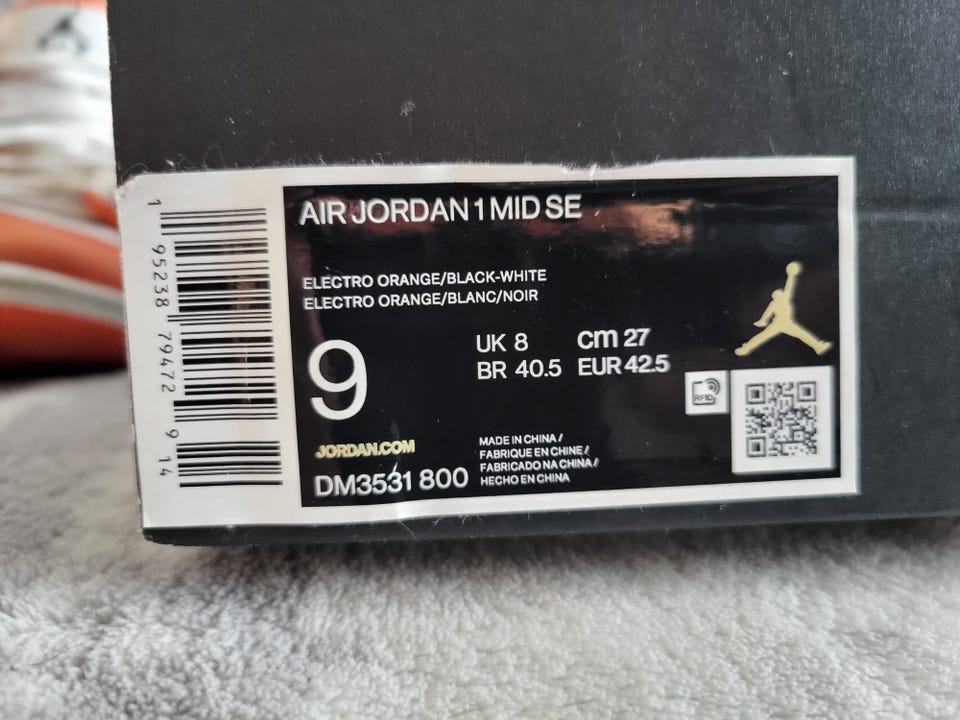 AIR JORDAN 1 MID SE
ELECTRO ORANGE/BLACK-WHITE
ELECTRO ORANGE/BLANC/NOIR
9
UK 8 cm 27
BR 40.5 EUR 42.5
RFID
JORDAN.COM
DM3531 800
MADE IN CHINA /
FABRIQUE EN CHINE /
FABRICADO NA CHINA /
HECHO EN CHINA
1 95238 79472 9 14